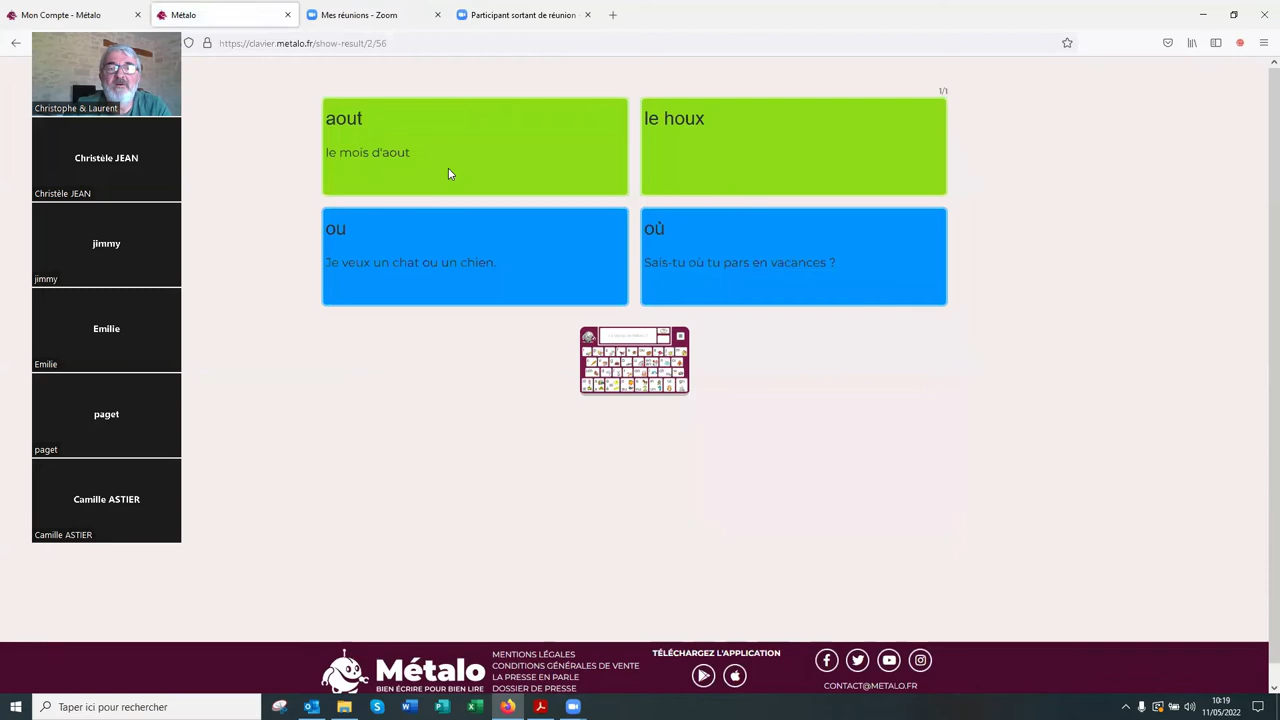 Mon Compte - Métalo
Métalo
Mes réunions - Zoom
Participant sortant de réunion
https://clavier.metalo.fr/show-result/2/56
Christophe & Laurent
Christèle JEAN
Christèle JEAN
jimmy
jimmy
Emilie
Emilie
paget
paget
Camille ASTIER
Camille ASTIER
1/1
aout
le mois d'aout
le houx
ou
Je veux un chat ou un chien.
où
Sais-tu où tu pars en vacances ?
Métalo
BIEN ÉCRIRE POUR BIEN LIRE
MENTIONS LÉGALES
CONDITIONS GÉNÉRALES DE VENTE
LA PRESSE EN PARLE
DOSSIER DE PRESSE
TÉLÉCHARGEZ L'APPLICATION
CONTACT@METALO.FR
Taper ici pour rechercher
10:19
11/05/2022